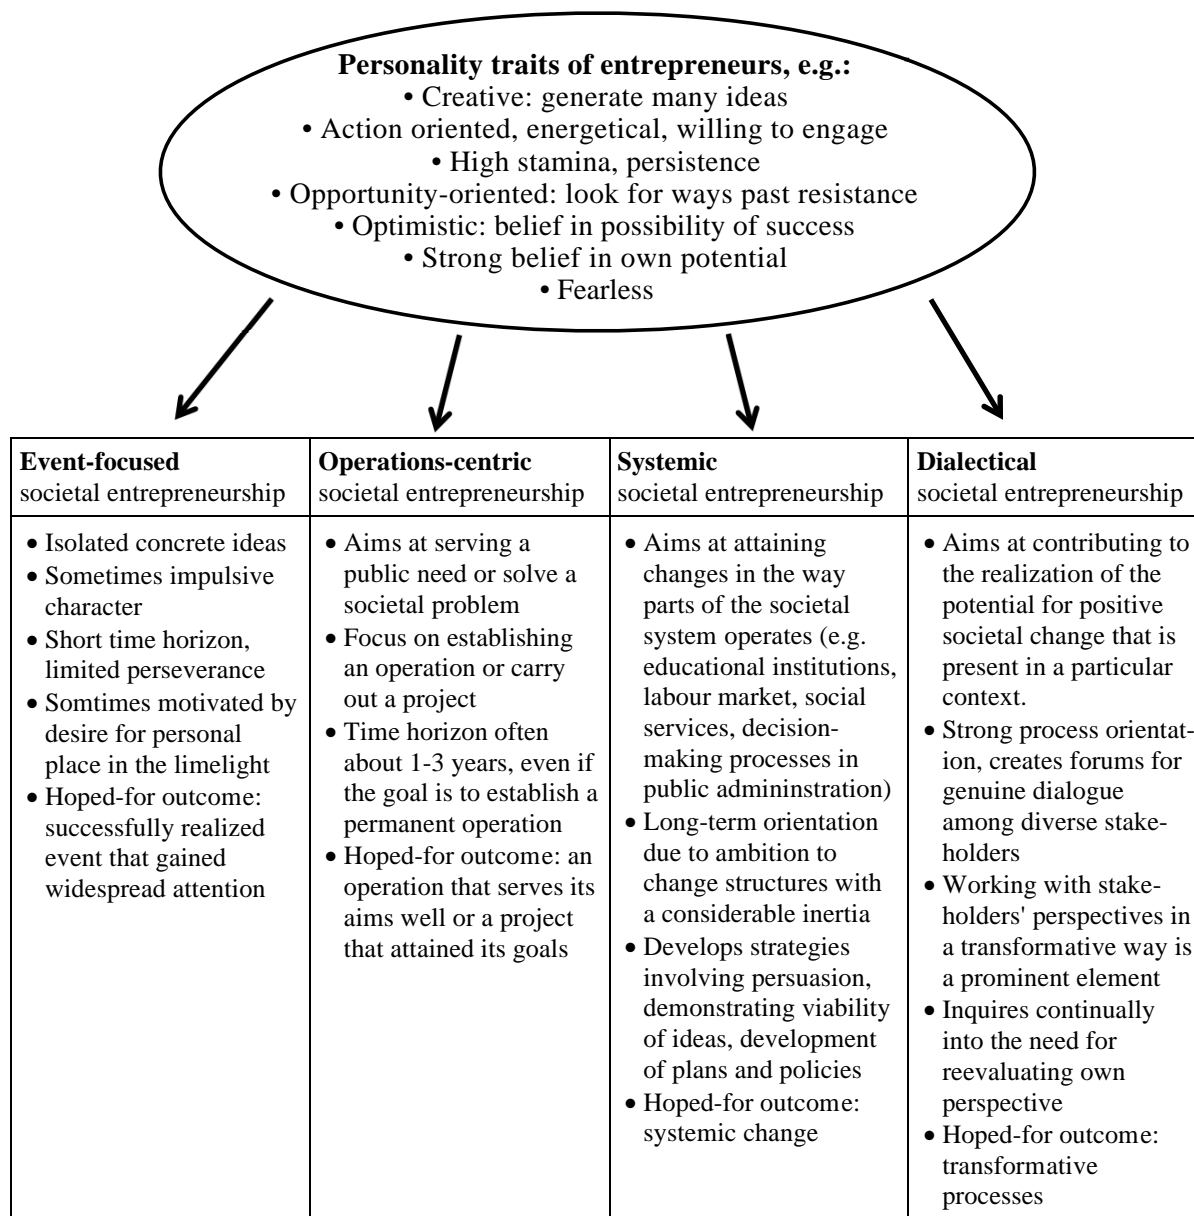 Personality traits of entrepreneurs, e.g.:
• Creative: generate many ideas
• Action oriented, energetical, willing to engage
• High stamina, persistence
• Opportunity-oriented: look for ways past resistance
• Optimistic: belief in possibility of success
• Strong belief in own potential
• Fearless
Event-focused
societal entrepreneurship
• Isolated concrete ideas
• Sometimes impulsive
character
• Short time horizon,
limited perseverance
• Somtimes motivated by
desire for personal
place in the limelight
• Hoped-for outcome:
successfully realized
event that gained
widespread attention
Operations-centric
societal entrepreneurship
• Aims at serving a
public need or solve a
societal problem
• Focus on establishing
an operation or carry
out a project
• Time horizon often
about 1-3 years, even if
the goal is to establish a
permanent operation
• Hoped-for outcome: an
operation that serves its
aims well or a project
that attained its goals
Systemic
societal entrepreneurship
• Aims at attaining
changes in the way
parts of the societal
system operates (e.g.
educational institutions,
labour market, social
services, decision-
making processes in
public admininstration)
• Long-term orientation
due to ambition to
change structures with
a considerable inertia
• Develops strategies
involving persuasion,
demonstrating viability
of ideas, development
of plans and policies
• Hoped-for outcome:
systemic change
Dialectical
societal entrepreneurship
• Aims at contributing to
the realization of the
potential for positive
societal change that is
present in a particular
context.
• Strong process orientat-
ion, creates forums for
genuine dialogue
among diverse stake-
holders
• Working with stake-
holders' perspectives in
a transformative way is
a prominent element
• Inquires continually
into the need for
reevaluating own
perspective
• Hoped-for outcome:
transformative
processes